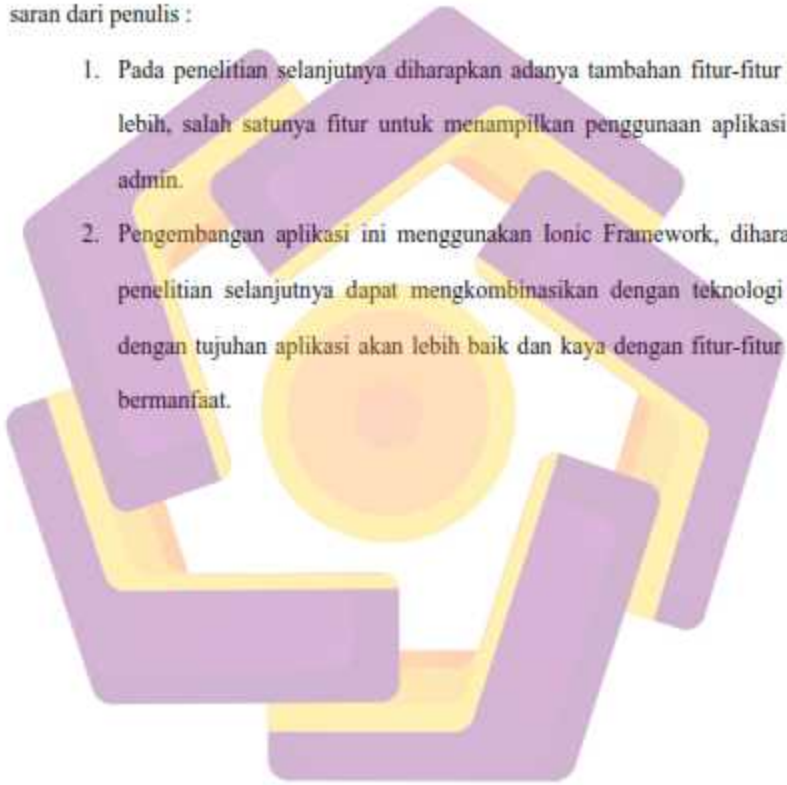 saran dari penulis :
1. Pada penelitian selanjutnya diharapkan adanya tambahan fitur-fitur
lebih, salah satunya fitur untuk menampilkan penggunaan aplikasi
admin.
2. Pengembangan aplikasi ini menggunakan Ionic Framework, dihara
penelitian selanjutnya dapat mengkombinasikan dengan teknologi
dengan tujuhan aplikasi akan lebih baik dan kaya dengan fitur-fitur
bermanfaat.